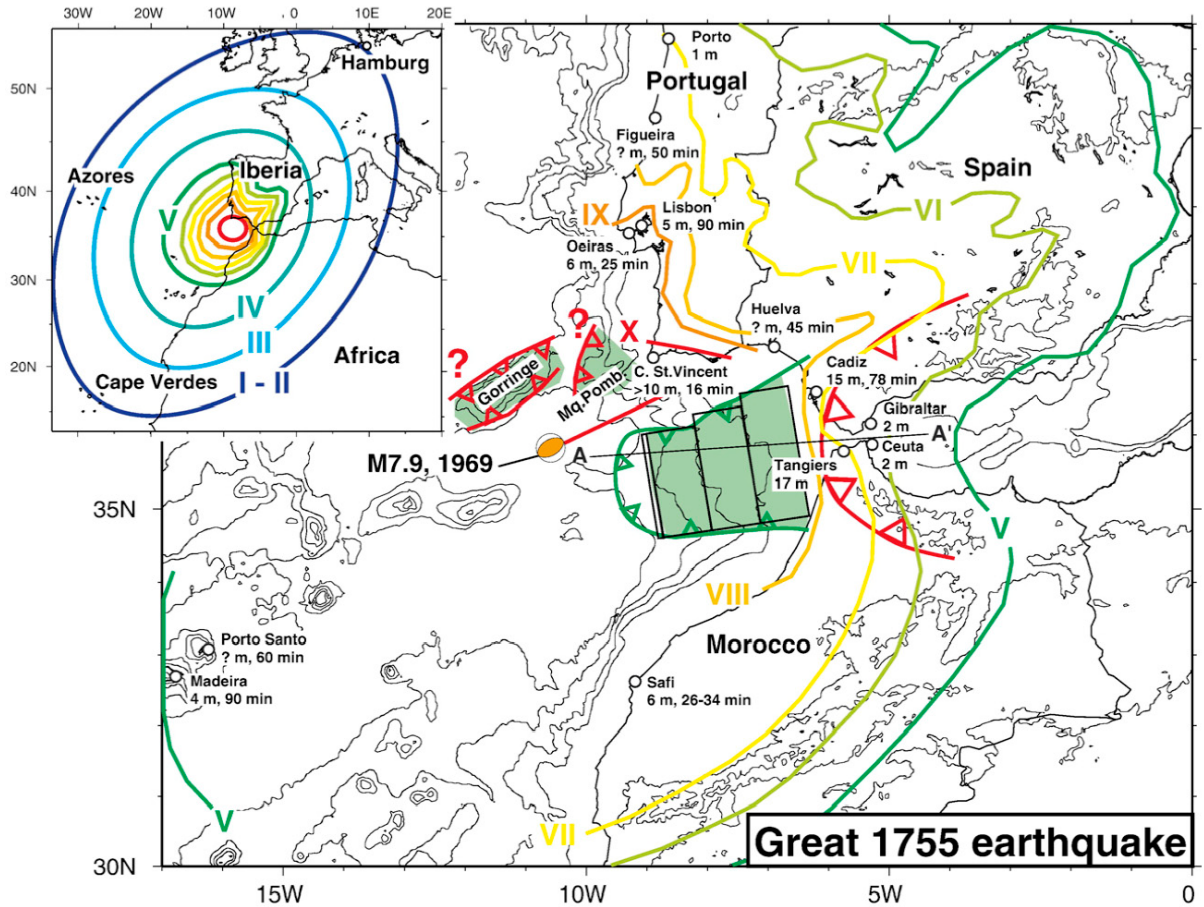 30W 20W 10W 0 10E 20E
50N
40N
30N
20N
Hamburg
Azores
Iberia
V
IV
III
Africa
Cape Verdes
I - II
Porto
1 m
Portugal
Figueira
? m, 50 min
Spain
IX
Lisbon
5 m, 90 min
VI
Oeiras
6 m, 25 min
VII
Huelva
? m, 45 min
?
?
X
Gorringe
Mq.Pomb.
C. St.Vincent
>10 m, 16 min
Cadiz
15 m, 78 min
Gibraltar
2 m
A
A'
Ceuta
2 m
M7.9, 1969
Tangiers
17 m
35N
V
VIII
Morocco
Porto Santo
? m, 60 min
Madeira
4 m, 90 min
Safi
6 m, 26-34 min
V
VII
Great 1755 earthquake
30N
15W 10W 5W 0